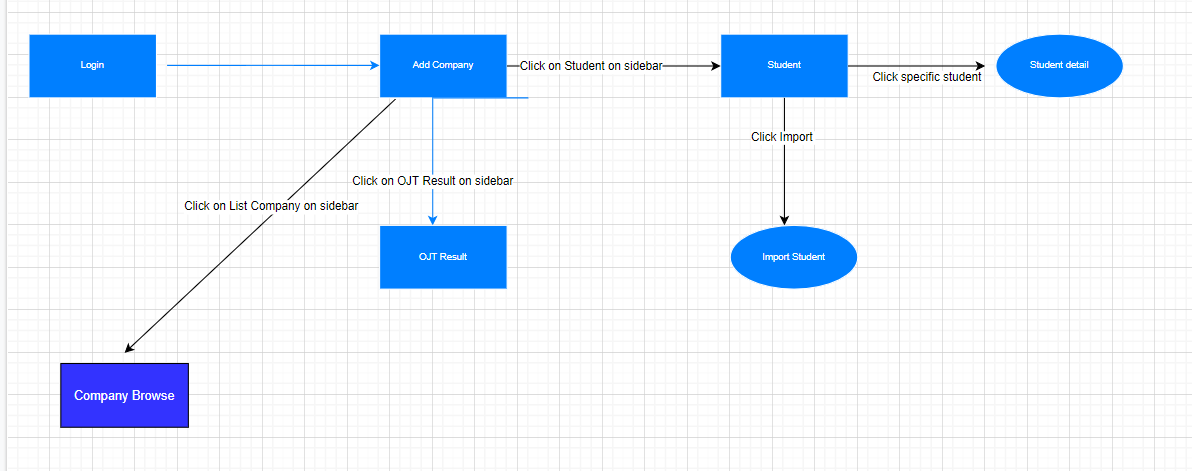 Login
Add Company
Click on Student on sidebar
Student
Click specific student
Student detail
Click Import
Click on OJT Result on sidebar
Click on List Company on sidebar
OJT Result
Import Student
Company Browse